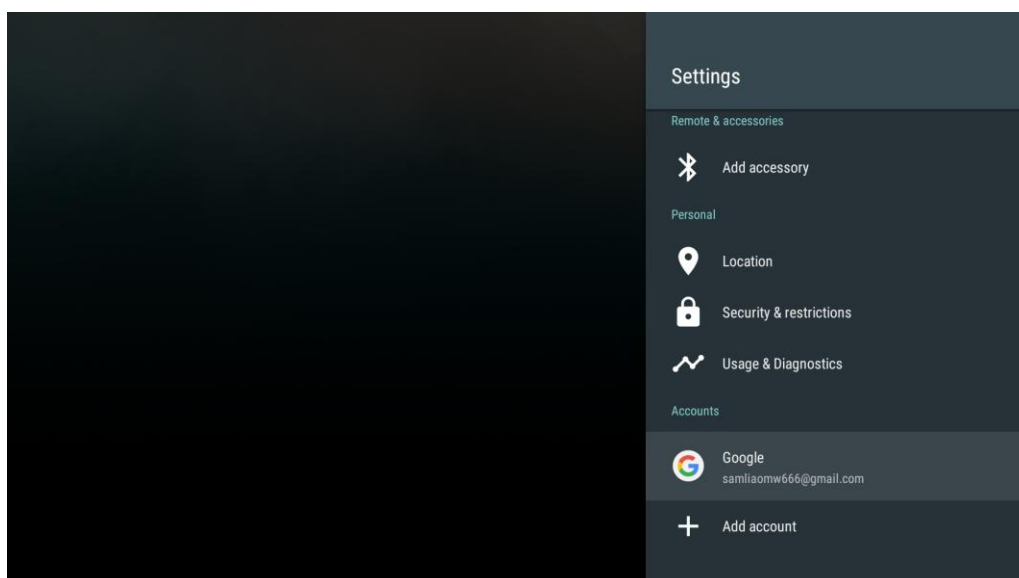 Settings
Remote & accessories
Add accessory
Personal
Location
Security & restrictions
Usage & Diagnostics
Accounts
Google
samliaomw666@gmail.com
Add account